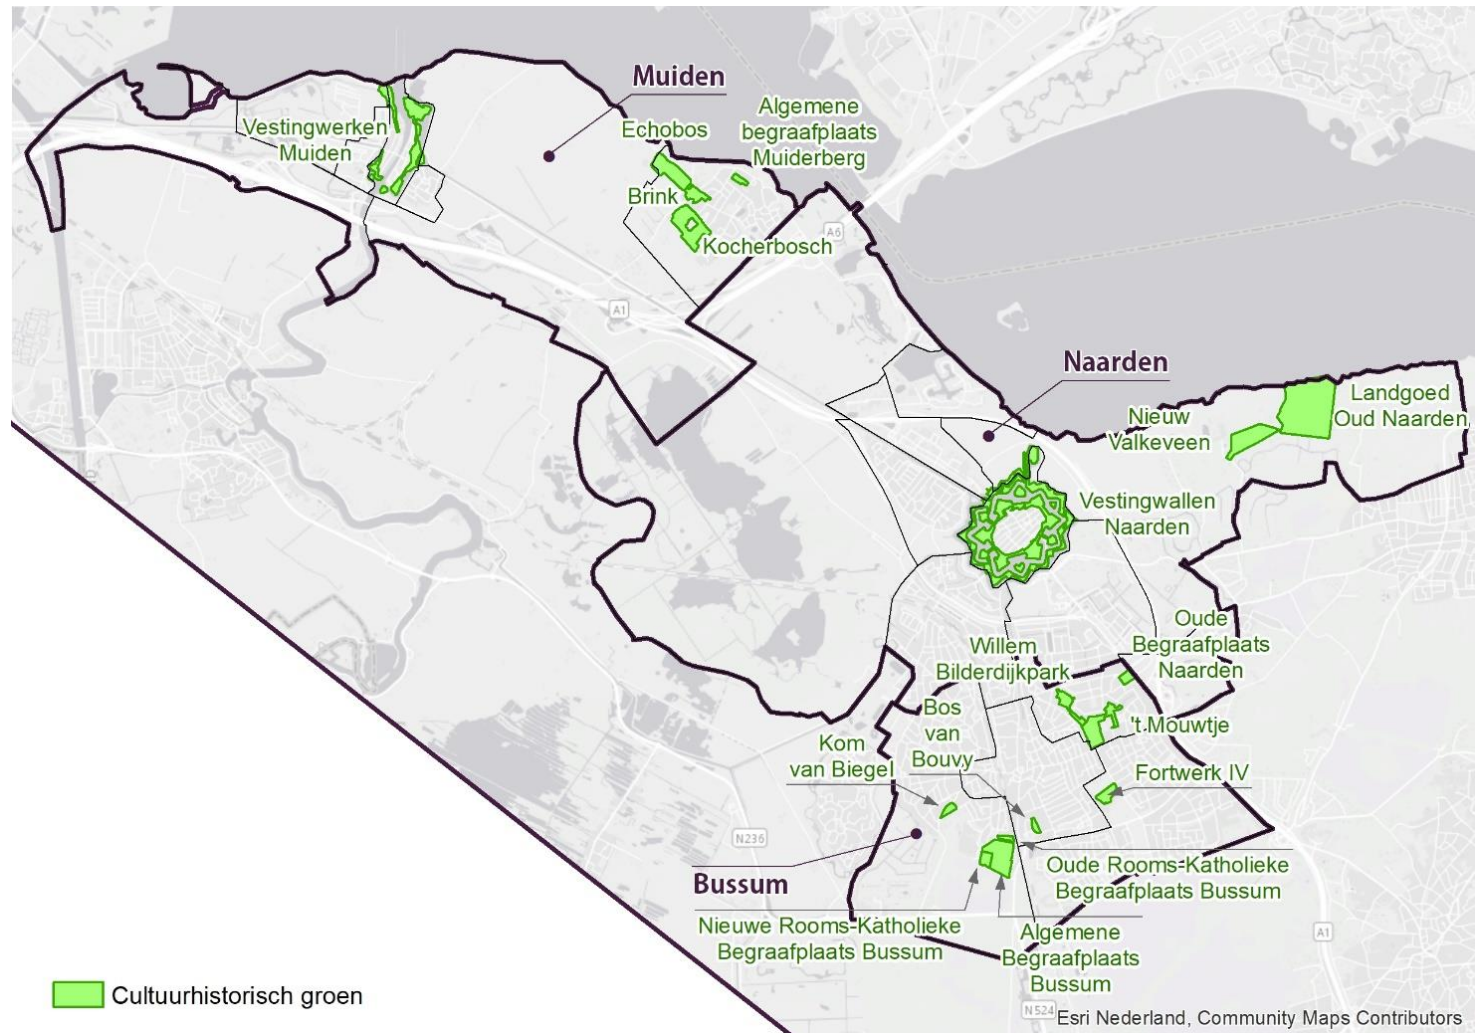 Muiden
Algemene
begraafplaats
Muiderberg
Vestingwerken
Muiden
Echobos
Brink
Kocherbosch
A6
A1
Naarden
Nieuw
Valkeveen
Landgoed
Oud Naarden
Vestingwallen
Naarden
Oude
Begraafplaats
Naarden
Willem
Bilderdijkpark
Bos
van
Bouvy
't Mouwtje
Kom
van Biegel
Fortwerk IV
N236
Bussum
Oude Rooms-Katholieke
Begraafplaats Bussum
Nieuwe Rooms-Katholieke
Begraafplaats Bussum
Algemene
Begraafplaats
Bussum
A1
N524
Cultuurhistorisch groen
Esri Nederland, Community Maps Contributors